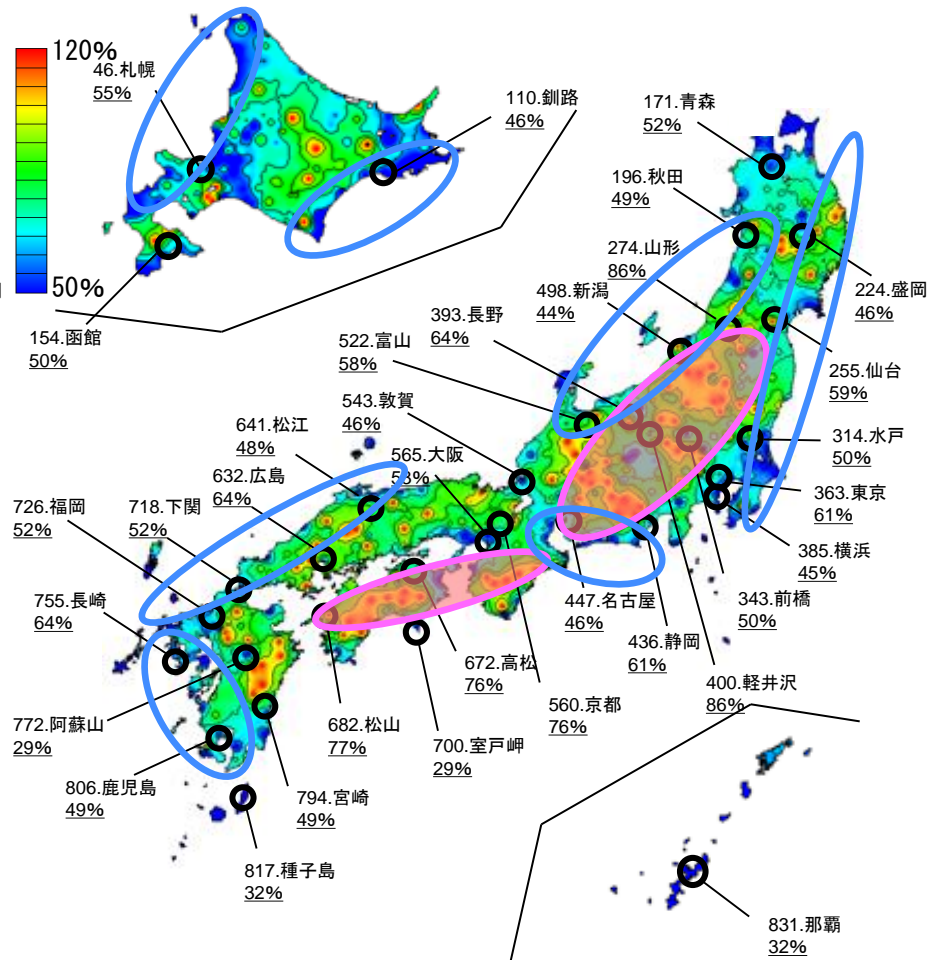 120%
50%
46.札幌
55%
110.釧路
46%
154.函館
50%
171.青森
52%
196.秋田
49%
274.山形
86%
498.新潟
44%
393.長野
64%
522.富山
58%
543.敦賀
46%
224.盛岡
46%
255.仙台
59%
314.水戸
50%
363.東京
61%
385.横浜
45%
343.前橋
50%
400.軽井沢
86%
436.静岡
61%
447.名古屋
46%
560.京都
76%
565.大阪
641.松江
48%
632.広島
64%
718.下関
52%
726.福岡
52%
755.長崎
64%
772.阿蘇山
29%
806.鹿児島
49%
794.宮崎
49%
817.種子島
32%
682.松山
77%
672.高松
76%
700.室戸岬
29%
831.那覇
32%